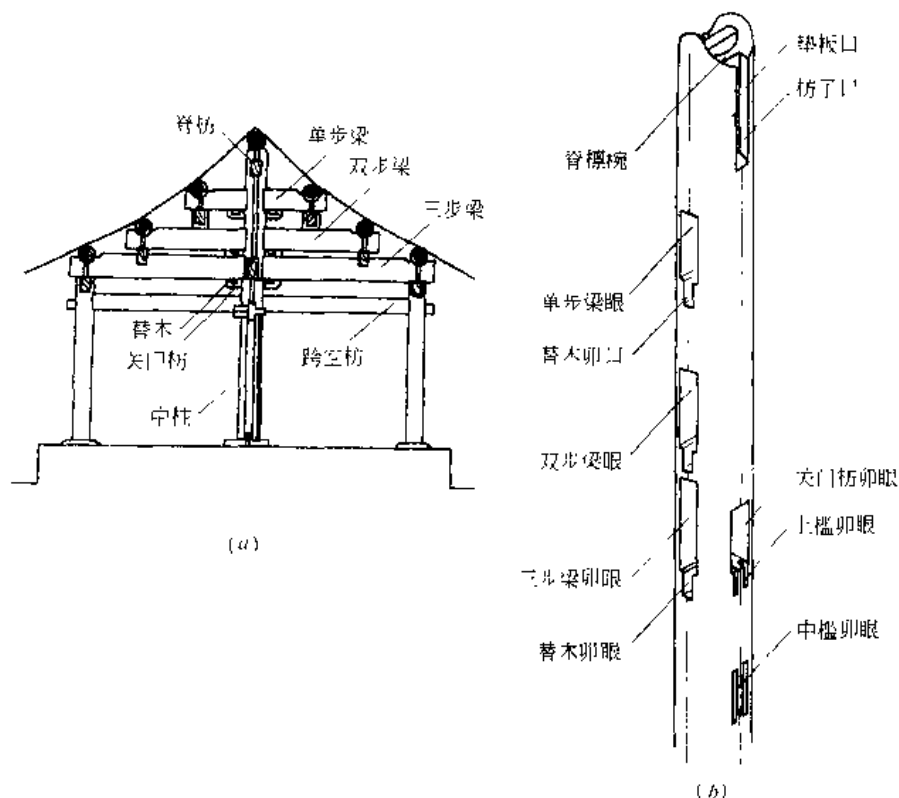 脊枋
单步梁
双步梁
三步梁
替木
关门枋
跨空枋
中柱
(a)
垫板口
枋子口
脊檩椀
单步梁眼
替木卯口
双步梁眼
关门枋卯眼
上槛卯眼
三步梁卯眼
替木卯眼
中槛卯眼
(b)